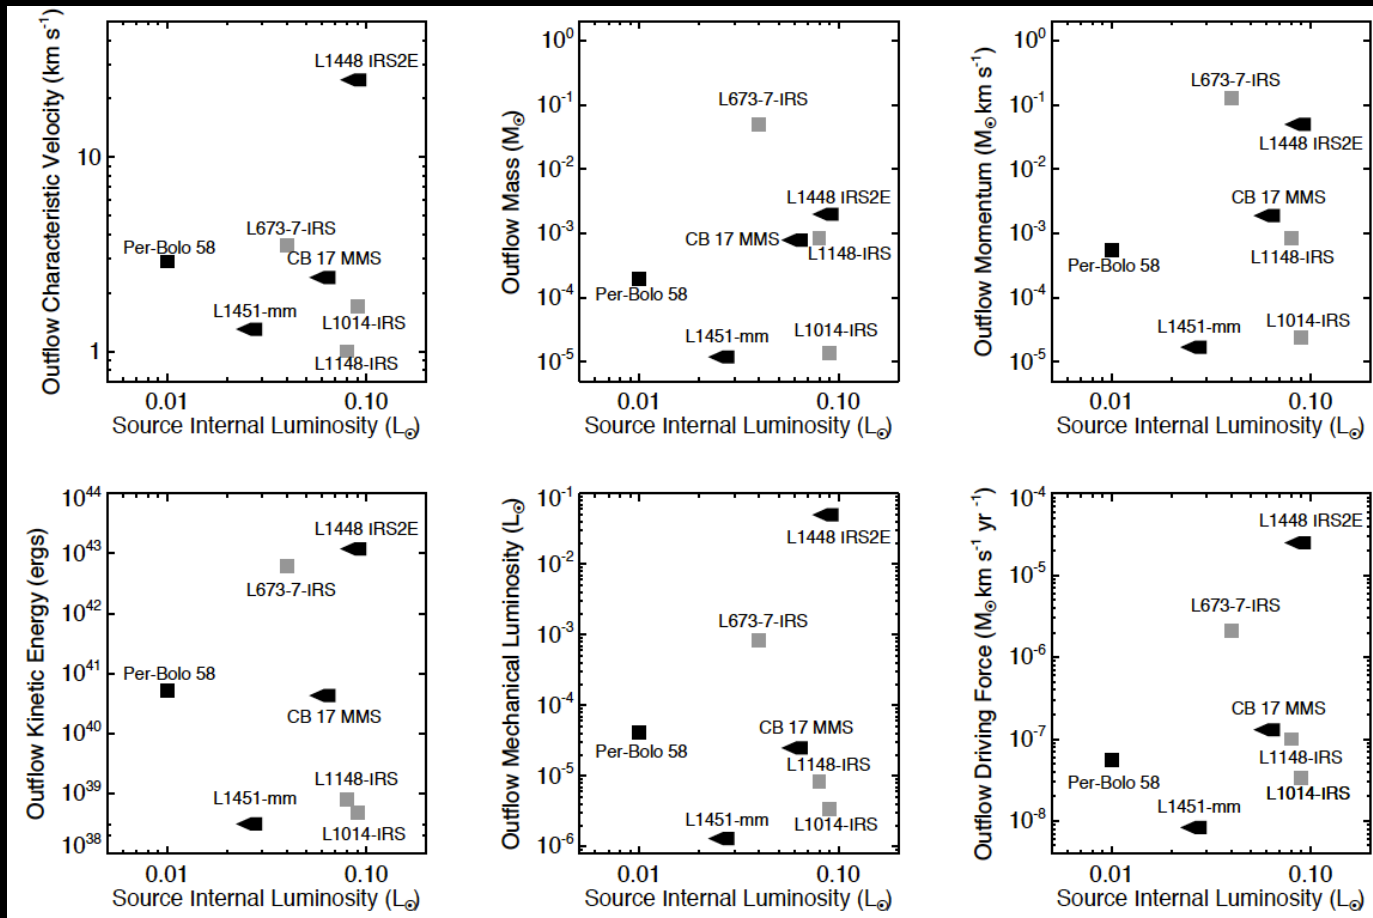 Outflow Characteristic Velocity (km s⁻¹)
10
1
L1448 IRS2E
L673-7-IRS
Per-Bolo 58
CB 17 MMS
L1451-mm
L1014-IRS
L1148-IRS
0.01 0.10
Source Internal Luminosity (L☉)
Outflow Mass (M☉)
10⁰
10⁻¹
10⁻²
10⁻³
10⁻⁴
10⁻⁵
L673-7-IRS
L1448 IRS2E
CB 17 MMS
L1148-IRS
Per-Bolo 58
L1451-mm
L1014-IRS
0.01 0.10
Source Internal Luminosity (L☉)
Outflow Momentum (M☉ km s⁻¹)
10⁰
10⁻¹
10⁻²
10⁻³
10⁻⁴
10⁻⁵
L673-7-IRS
L1448 IRS2E
CB 17 MMS
L1148-IRS
Per-Bolo 58
L1451-mm
L1014-IRS
0.01 0.10
Source Internal Luminosity (L☉)
Outflow Kinetic Energy (ergs)
10⁴⁴
10⁴³
10⁴²
10⁴¹
10⁴⁰
10³⁹
10³⁸
L1448 IRS2E
L673-7-IRS
Per-Bolo 58
CB 17 MMS
L1148-IRS
L1451-mm
L1014-IRS
0.01 0.10
Source Internal Luminosity (L☉)
Outflow Mechanical Luminosity (L☉)
10⁻¹
10⁻²
10⁻³
10⁻⁴
10⁻⁵
10⁻⁶
L1448 IRS2E
L673-7-IRS
CB 17 MMS
Per-Bolo 58
L1148-IRS
L1451-mm
L1014-IRS
0.01 0.10
Source Internal Luminosity (L☉)
Outflow Driving Force (M☉ km s⁻¹ yr⁻¹)
10⁻⁴
10⁻⁵
10⁻⁶
10⁻⁷
10⁻⁸
L1448 IRS2E
L673-7-IRS
CB 17 MMS
L1148-IRS
Per-Bolo 58
L1014-IRS
L1451-mm
0.01 0.10
Source Internal Luminosity (L☉)